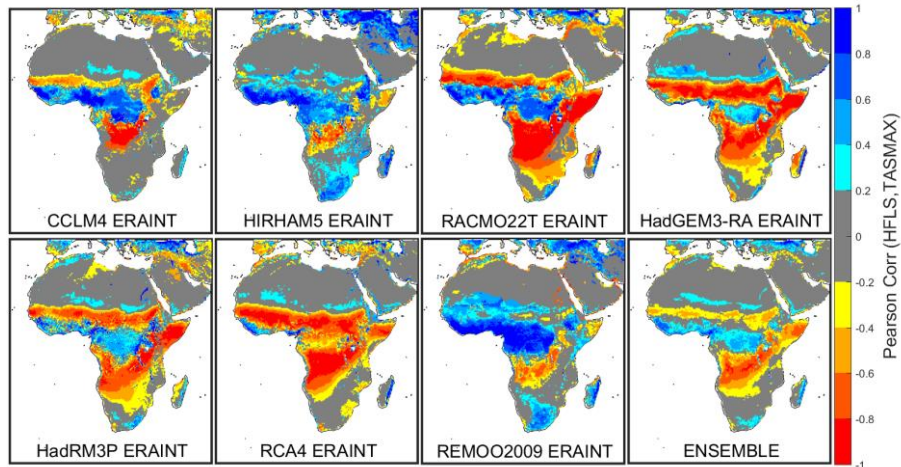 CCLM4 ERAINT
HIRHAM5 ERAINT
RACMO22T ERAINT
HadGEM3-RA ERAINT
HadRM3P ERAINT
RCA4 ERAINT
REMOO2009 ERAINT
ENSEMBLE
1
0.8
0.6
0.4
0.2
0
-0.2
-0.4
-0.6
-0.8
-1
Pearson Corr (HFLS,TASMAX)